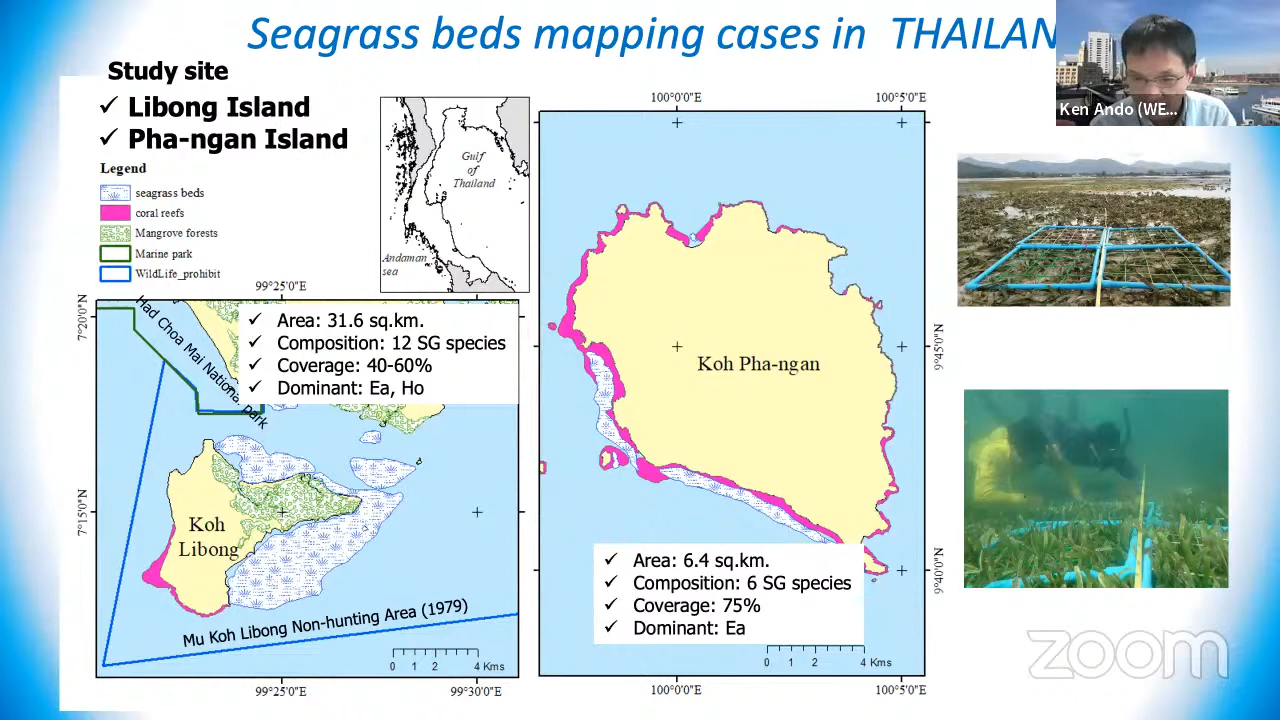 Seagrass beds mapping cases in THAILAN
Ken Ando (WE...
Study site
✓ Libong Island
✓ Pha-ngan Island
Legend
seagrass beds
coral reefs
Mangrove forests
Marine park
WildLife_prohibit
Gulf
of
Thailand
Andaman
sea
99°25'0"E
7°20'0"N
7°15'0"N
Had Choa Mai National park
✓ Area: 31.6 sq.km.
✓ Composition: 12 SG species
✓ Coverage: 40-60%
✓ Dominant: Ea, Ho
Koh
Libong
Mu Koh Libong Non-hunting Area (1979)
0 1 2 4 Kms
99°25'0"E 99°30'0"E
100°0'0"E 100°5'0"E
Koh Pha-ngan
9°45'0"N
9°40'0"N
✓ Area: 6.4 sq.km.
✓ Composition: 6 SG species
✓ Coverage: 75%
✓ Dominant: Ea
0 1 2 4 Kms
100°0'0"E 100°5'0"E
zoom